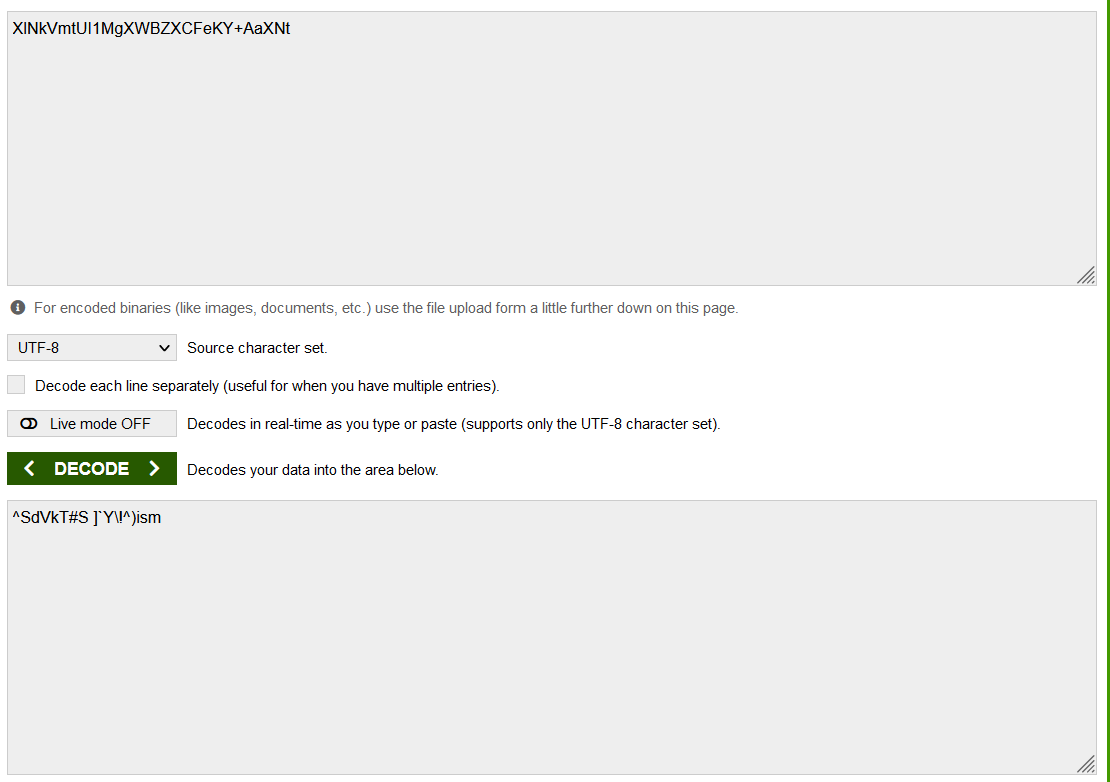 XlNkVmtUI1MgXWBZXCFeKY+AaXNt
For encoded binaries (like images, documents, etc.) use the file upload form a little further down on this page.
UTF-8 Source character set.
Decode each line separately (useful for when you have multiple entries).
Live mode OFF Decodes in real-time as you type or paste (supports only the UTF-8 character set).
< DECODE > Decodes your data into the area below.
^SdVkT#S ]`Y\!^)ism